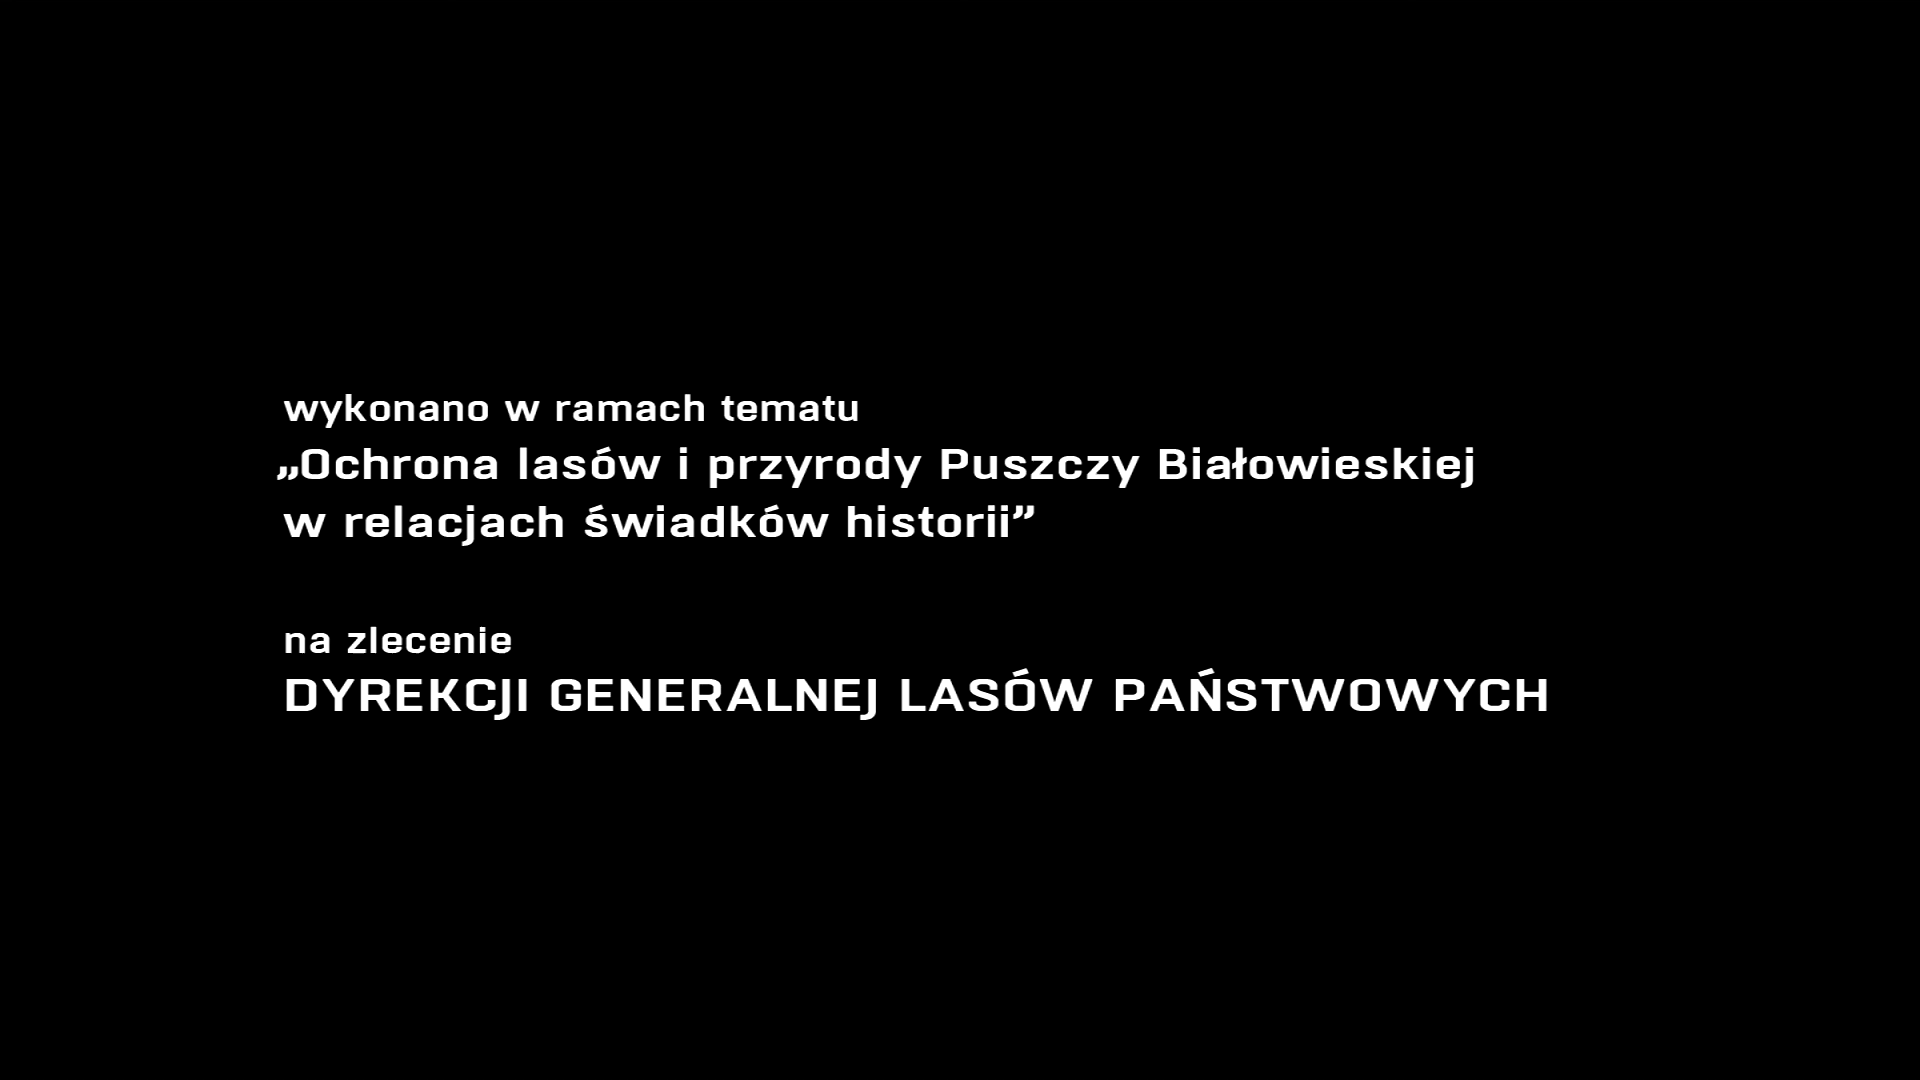 wykonano w ramach tematu
„Ochrona lasów i przyrody Puszczy Białowieskiej
w relacjach świadków historii”
na zlecenie
DYREKCJI GENERALNEJ LASÓW PAŃSTWOWYCH